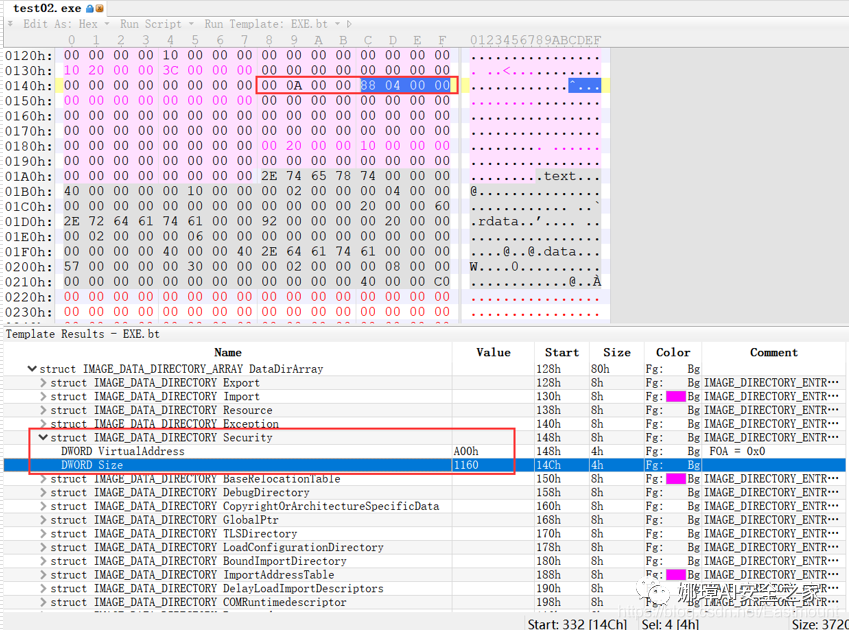 test02.exe
Edit As: Hex Run Script Run Template: EXE.bt
0 1 2 3 4 5 6 7 8 9 A B C D E F 0123456789ABCDEF
0120h: 00 00 00 00 10 00 00 00 00 00 00 00 00 00 00 00 ................
0130h: 10 20 00 00 3C 00 00 00 00 00 00 00 00 00 00 00 . ..<...........
0140h: 00 00 00 00 00 00 00 00 00 0A 00 00 88 04 00 00 ............ˆ...
0150h: 00 00 00 00 00 00 00 00 00 00 00 00 00 00 00 00 ................
0160h: 00 00 00 00 00 00 00 00 00 00 00 00 00 00 00 00 ................
0170h: 00 00 00 00 00 00 00 00 00 00 00 00 00 00 00 00 ................
0180h: 00 00 00 00 00 00 00 00 00 20 00 00 10 00 00 00 ......... ......
0190h: 00 00 00 00 00 00 00 00 00 00 00 00 00 00 00 00 ................
01A0h: 00 00 00 00 00 00 00 00 2E 74 65 78 74 00 00 00 .........text...
01B0h: 40 00 00 00 00 10 00 00 00 02 00 00 00 04 00 00 @...............
01C0h: 00 00 00 00 00 00 00 00 00 00 00 00 20 00 00 60 ............ ..`
01D0h: 2E 72 64 61 74 61 00 00 92 00 00 00 00 20 00 00 .rdata..’.... ..
01E0h: 00 02 00 00 00 06 00 00 00 00 00 00 00 00 00 00 ................
01F0h: 00 00 00 00 40 00 00 40 2E 64 61 74 61 00 00 00 ....@..@.data...
0200h: 57 00 00 00 00 30 00 00 00 02 00 00 00 08 00 00 W....0..........
0210h: 00 00 00 00 00 00 00 00 00 00 00 00 40 00 00 C0 ............@..À
0220h: 00 00 00 00 00 00 00 00 00 00 00 00 00 00 00 00 ................
0230h: 00 00 00 00 00 00 00 00 00 00 00 00 00 00 00 00 ................
Template Results - EXE.bt
Name Value Start Size Color Comment
struct IMAGE_DATA_DIRECTORY_ARRAY DataDirArray 128h 80h Fg: Bg
struct IMAGE_DATA_DIRECTORY Export 128h 8h Fg: Bg IMAGE_DIRECTORY_ENTR…
struct IMAGE_DATA_DIRECTORY Import 130h 8h Fg: Bg IMAGE_DIRECTORY_ENTR…
struct IMAGE_DATA_DIRECTORY Resource 138h 8h Fg: Bg IMAGE_DIRECTORY_ENTR…
struct IMAGE_DATA_DIRECTORY Exception 140h 8h Fg: Bg IMAGE_DIRECTORY_ENTR…
struct IMAGE_DATA_DIRECTORY Security 148h 8h Fg: Bg IMAGE_DIRECTORY_ENTR…
DWORD VirtualAddress A00h 148h 4h Fg: Bg FOA = 0x0
DWORD Size 1160 14Ch 4h Fg: Bg
struct IMAGE_DATA_DIRECTORY BaseRelocationTable 150h 8h Fg: Bg IMAGE_DIRECTORY_ENTR…
struct IMAGE_DATA_DIRECTORY DebugDirectory 158h 8h Fg: Bg IMAGE_DIRECTORY_ENTR…
struct IMAGE_DATA_DIRECTORY CopyrightOrArchitectureSpecificData 160h 8h Fg: Bg IMAGE_DIRECTORY_ENTR…
struct IMAGE_DATA_DIRECTORY GlobalPtr 168h 8h Fg: Bg IMAGE_DIRECTORY_ENTR…
struct IMAGE_DATA_DIRECTORY TLSDirectory 170h 8h Fg: Bg IMAGE_DIRECTORY_ENTR…
struct IMAGE_DATA_DIRECTORY LoadConfigurationDirectory 178h 8h Fg: Bg IMAGE_DIRECTORY_ENTR…
struct IMAGE_DATA_DIRECTORY BoundImportDirectory 180h 8h Fg: Bg IMAGE_DIRECTORY_ENTR…
struct IMAGE_DATA_DIRECTORY ImportAddressTable 188h 8h Fg: Bg IMAGE_DIRECTORY_ENTR…
struct IMAGE_DATA_DIRECTORY DelayLoadImportDescriptors 190h 8h Fg: Bg
struct IMAGE_DATA_DIRECTORY COMRuntimedescriptor 198h 8h Fg: Bg
娜璋AI安全之家
https://blog.csdn.net/Eastmount
Start: 332 [14Ch] Sel: 4 [4h] Size: 3720